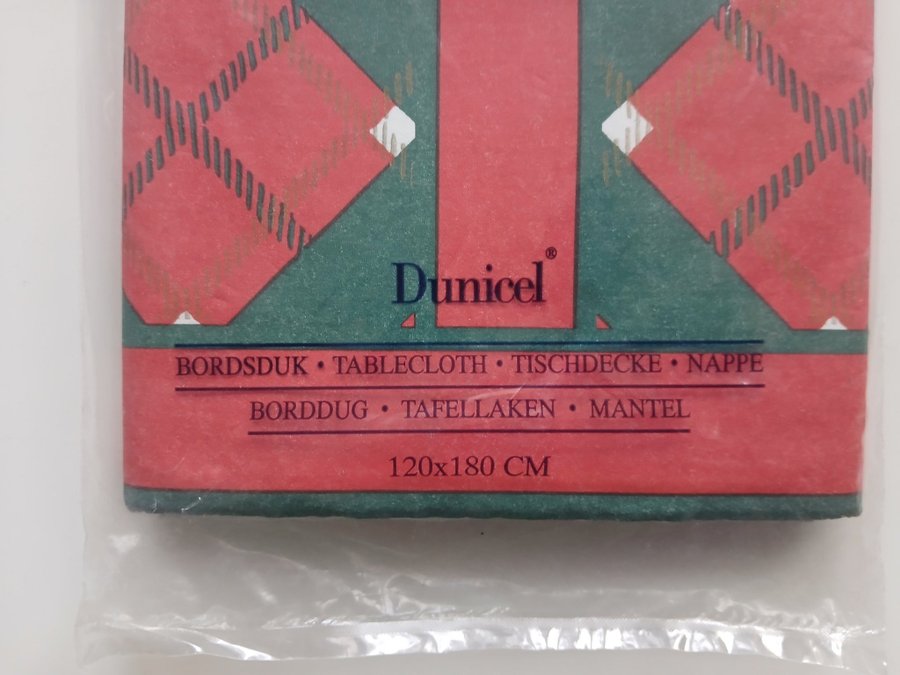 Dunicel®
BORDSDUK • TABLECLOTH • TISCHDECKE • NAPPE
BORDDUG • TAFELLAKEN • MANTEL
120x180 CM